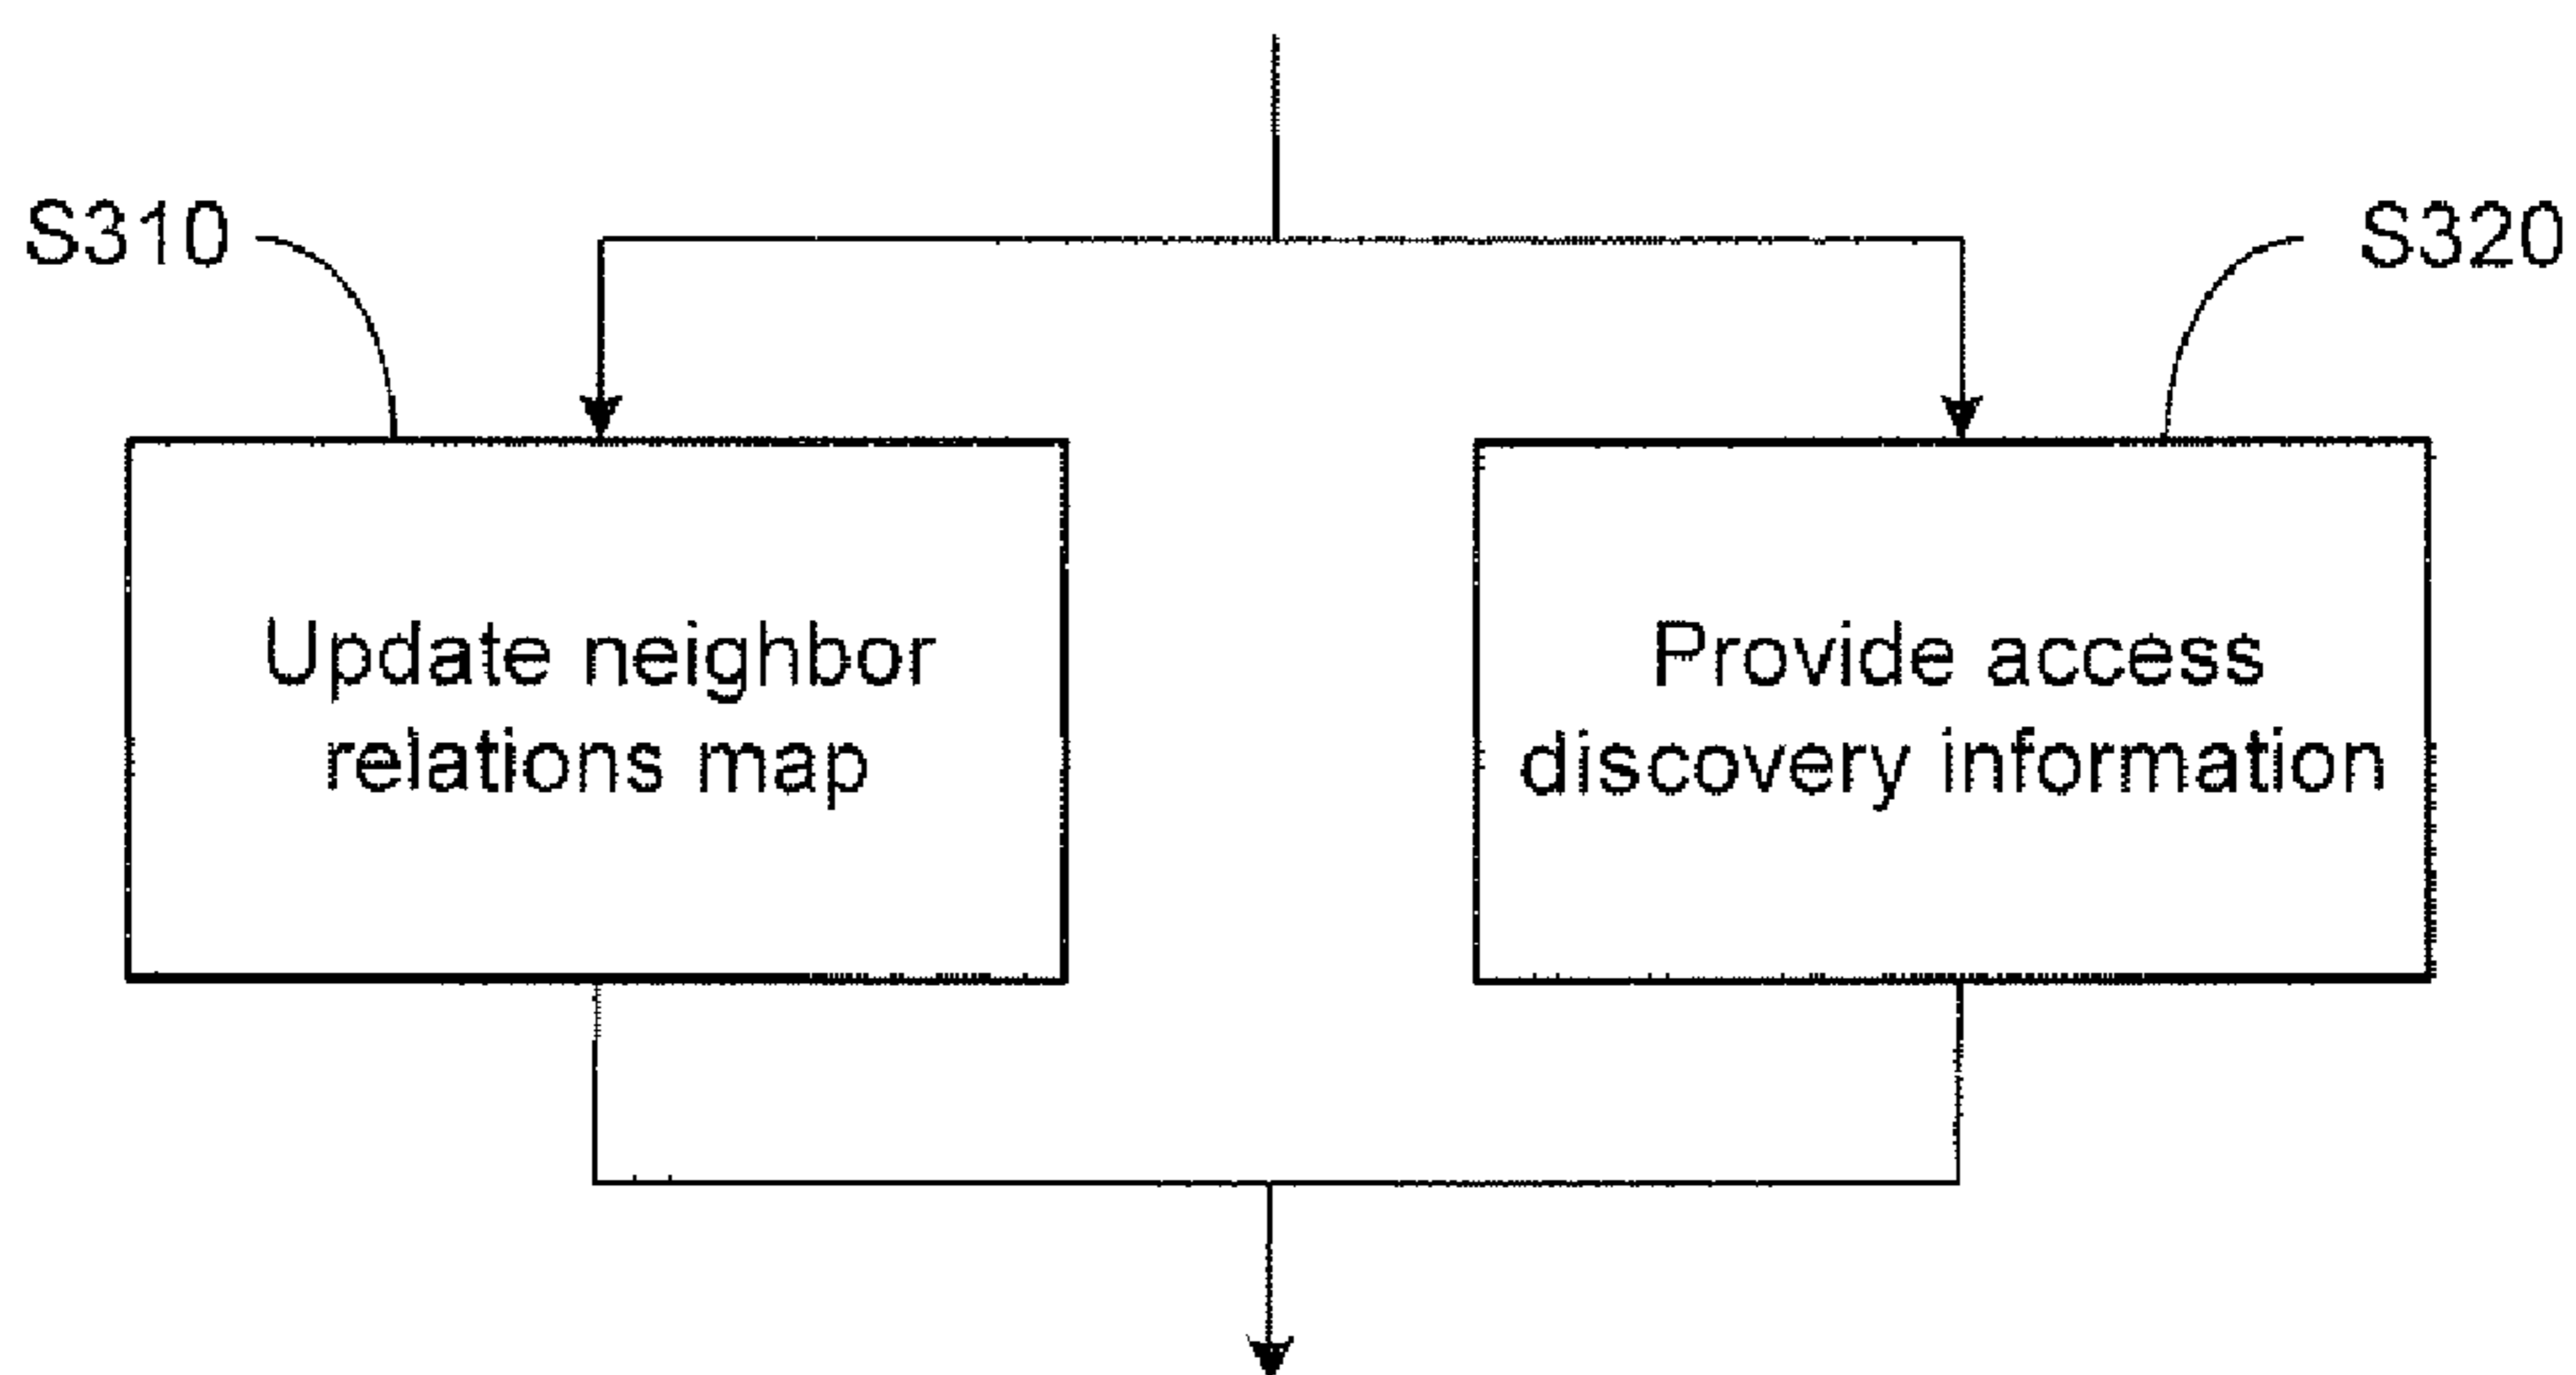 S310
S320
Update neighbor
relations map
Provide access
discovery information